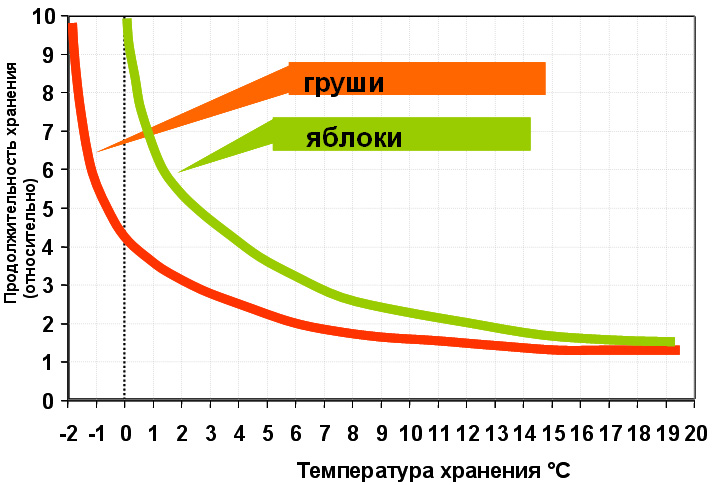 10
9
8
7
6
5
4
3
2
1
0
Продолжительность хранения
(относительно)
груши
яблоки
-2 -1 0 1 2 3 4 5 6 7 8 9 10 11 12 13 14 15 16 17 18 19 20
Температура хранения °С